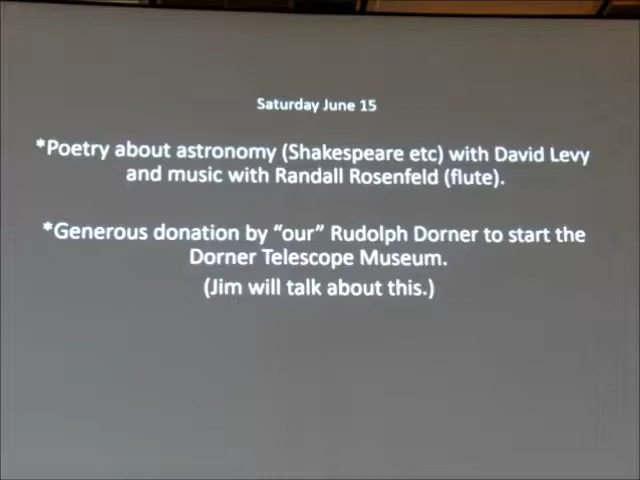 Saturday June 15
*Poetry about astronomy (Shakespeare etc) with David Levy
and music with Randall Rosenfeld (flute).
*Generous donation by “our” Rudolph Dorner to start the
Dorner Telescope Museum.
(Jim will talk about this.)